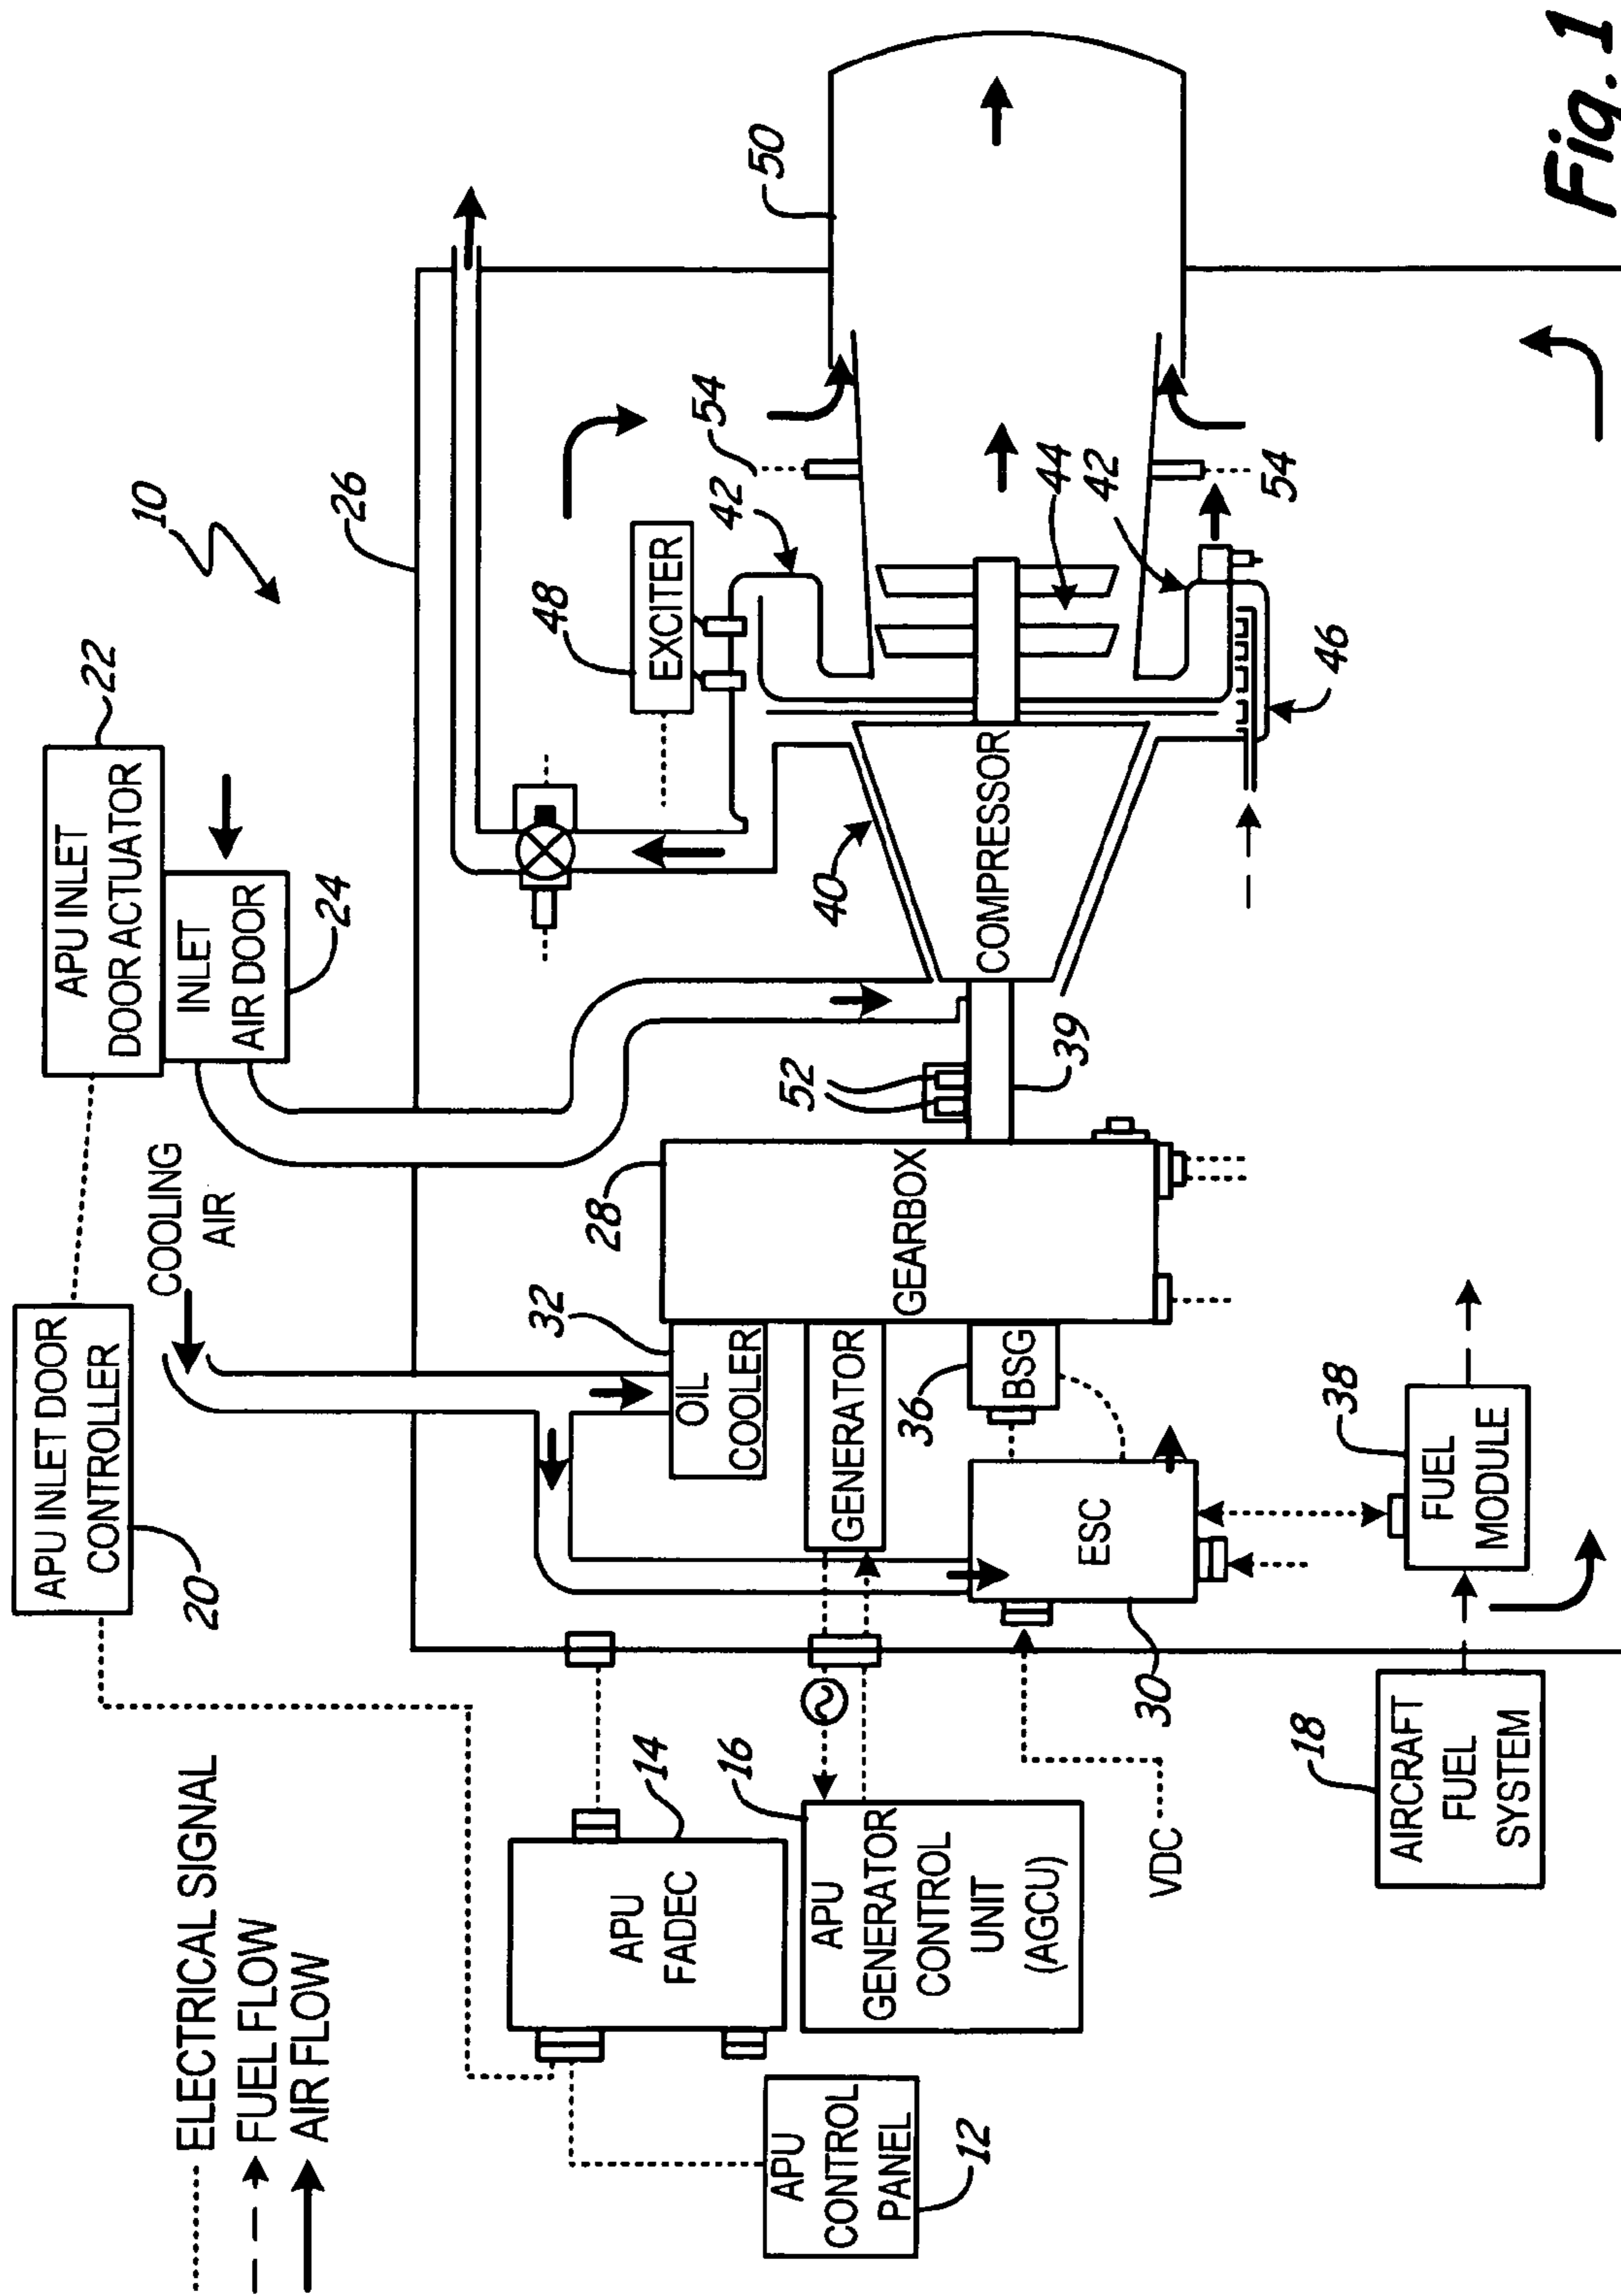 ELECTRICAL SIGNAL
FUEL FLOW
AIR FLOW
APU INLET DOOR
CONTROLLER
20
APU INLET
DOOR ACTUATOR
22
INLET
AIR DOOR
24
COOLING
AIR
10
26
APU
CONTROL
PANEL
12
APU
FADEC
14
APU
GENERATOR
CONTROL
UNIT
(AGCU)
16
VDC
AIRCRAFT
FUEL
SYSTEM
18
OIL
COOLER
32
GENERATOR
GEARBOX
28
BSG
36
ESC
30
FUEL
MODULE
38
52
39
COMPRESSOR
40
EXCITER
48
42
54
44
42
54
46
50
Fig. 1